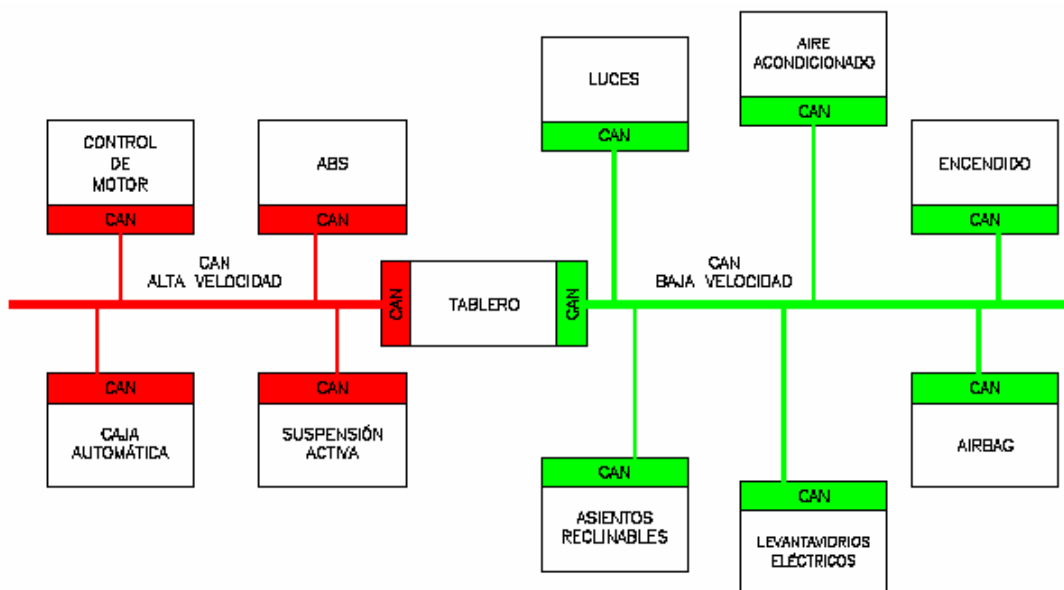 LUCES
CAN
AIRE
ACONDICIONADO
CAN
CONTROL
DE
MOTOR
CAN
ABS
CAN
ENCENDIDO
CAN
CAN
ALTA VELOCIDAD
CAN
TABLERO
CAN
CAN
BAJA VELOCIDAD
CAN
CAJA
AUTOMÁTICA
CAN
SUSPENSIÓN
ACTIVA
CAN
ASIENTOS
RECLINABLES
CAN
LEVANTAVIDRIOS
ELÉCTRICOS
CAN
AIRBAG